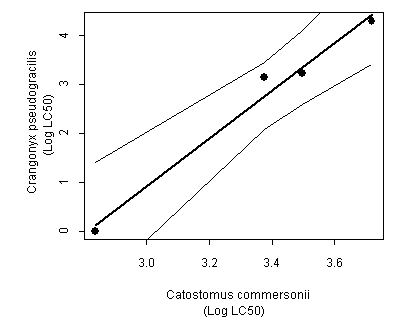 4
3
2
1
0
Crangonyx pseudogracilis
(Log LC50)
3.0 3.2 3.4 3.6
Catostomus commersonii
(Log LC50)